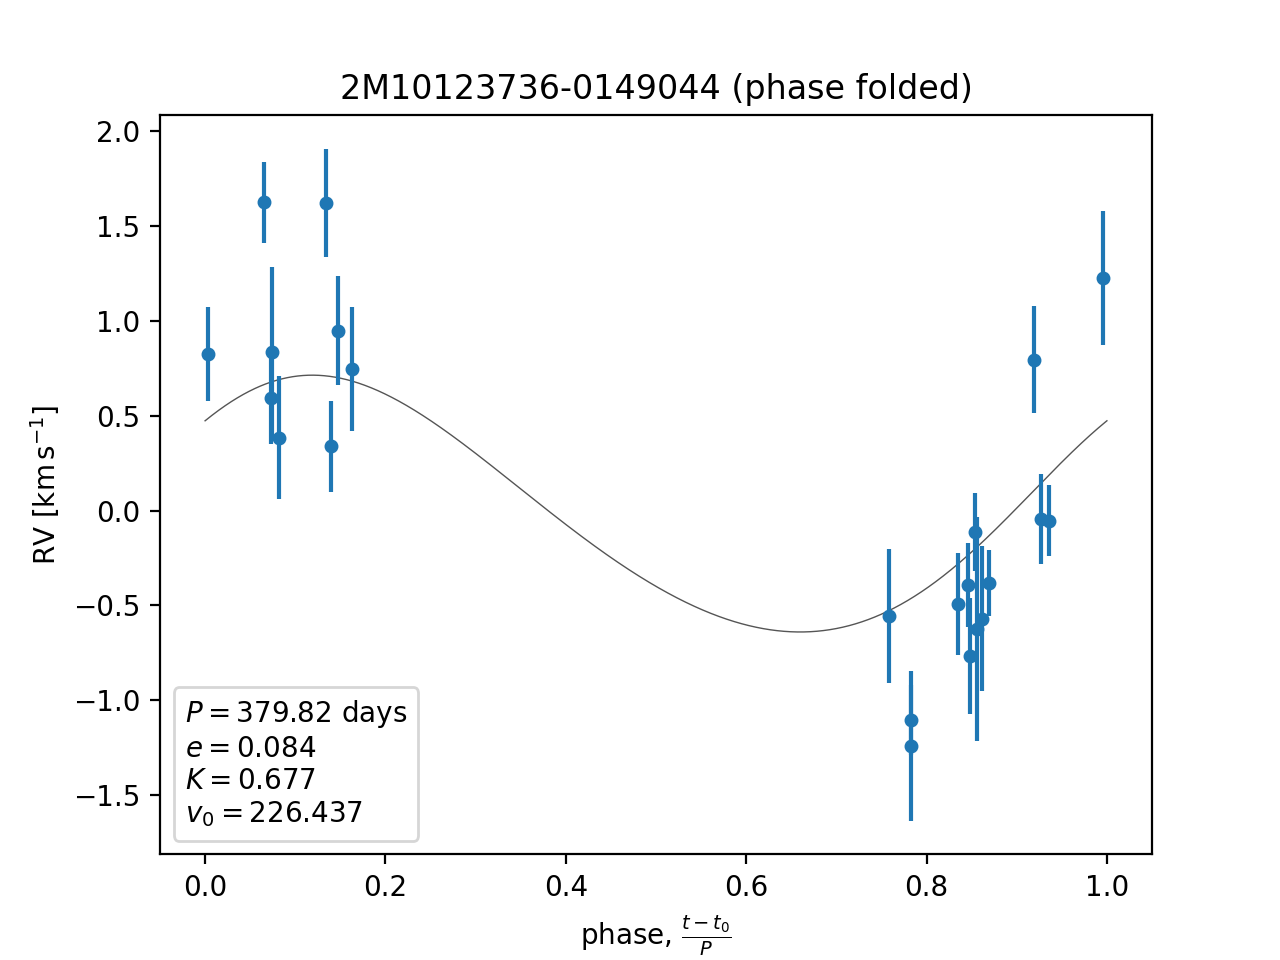 2M10123736-0149044 (phase folded)
2.0
1.5
1.0
0.5
0.0
−0.5
−1.0
−1.5
RV [km s⁻¹]
P = 379.82 days
e = 0.084
K = 0.677
v₀ = 226.437
0.0 0.2 0.4 0.6 0.8 1.0
phase, (t − t₀)/P